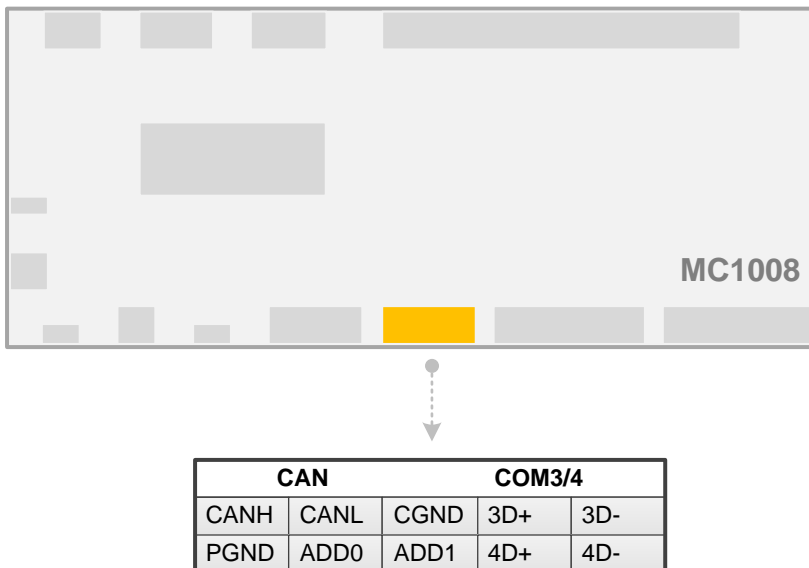 MC1008
CAN COM3/4
CANH CANL CGND 3D+ 3D-
PGND ADD0 ADD1 4D+ 4D-